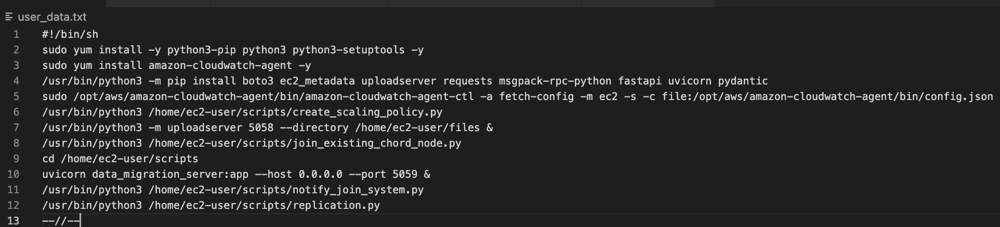 user_data.txt
1 #!/bin/sh
2 sudo yum install -y python3-pip python3 python3-setuptools -y
3 sudo yum install amazon-cloudwatch-agent -y
4 /usr/bin/python3 -m pip install boto3 ec2_metadata uploadserver requests msgpack-rpc-python fastapi uvicorn pydantic
5 sudo /opt/aws/amazon-cloudwatch-agent/bin/amazon-cloudwatch-agent-ctl -a fetch-config -m ec2 -s -c file:/opt/aws/amazon-cloudwatch-agent/bin/config.json
6 /usr/bin/python3 /home/ec2-user/scripts/create_scaling_policy.py
7 /usr/bin/python3 -m uploadserver 5058 --directory /home/ec2-user/files &
8 /usr/bin/python3 /home/ec2-user/scripts/join_existing_chord_node.py
9 cd /home/ec2-user/scripts
10 uvicorn data_migration_server:app --host 0.0.0.0 --port 5059 &
11 /usr/bin/python3 /home/ec2-user/scripts/notify_join_system.py
12 /usr/bin/python3 /home/ec2-user/scripts/replication.py
13 --//--